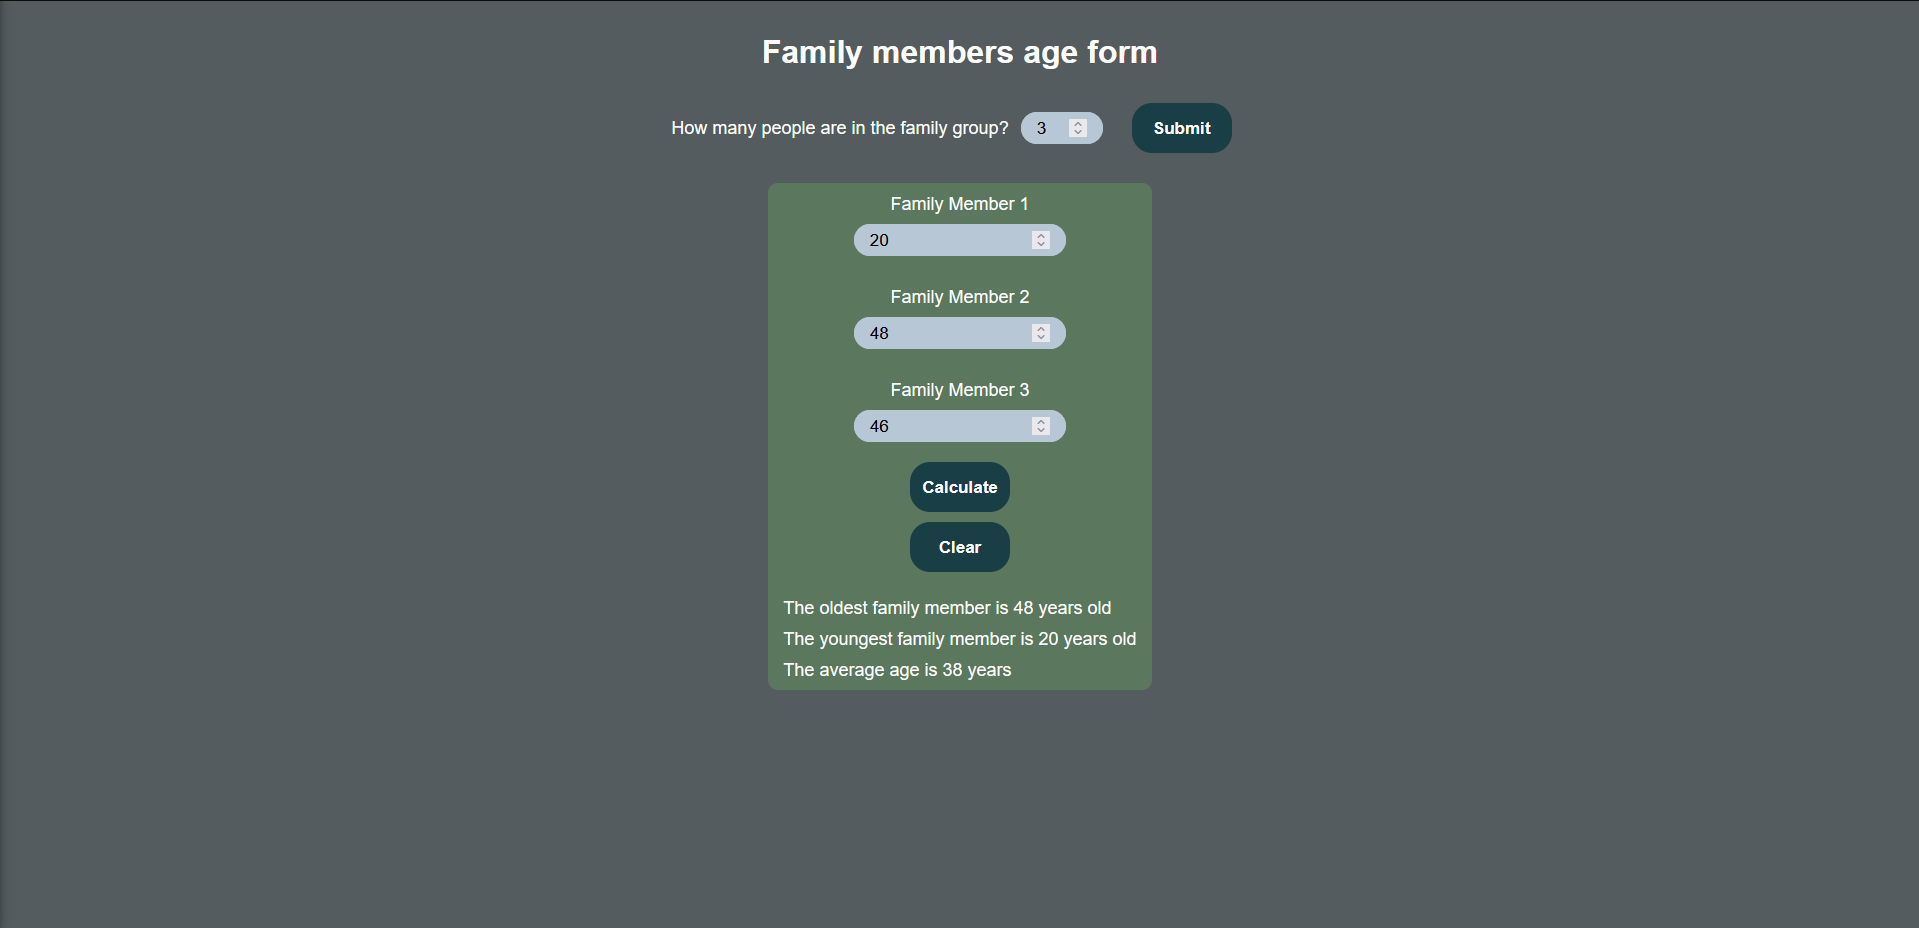 Family members age form
How many people are in the family group? 3 Submit
Family Member 1
20
Family Member 2
48
Family Member 3
46
Calculate
Clear
The oldest family member is 48 years old
The youngest family member is 20 years old
The average age is 38 years